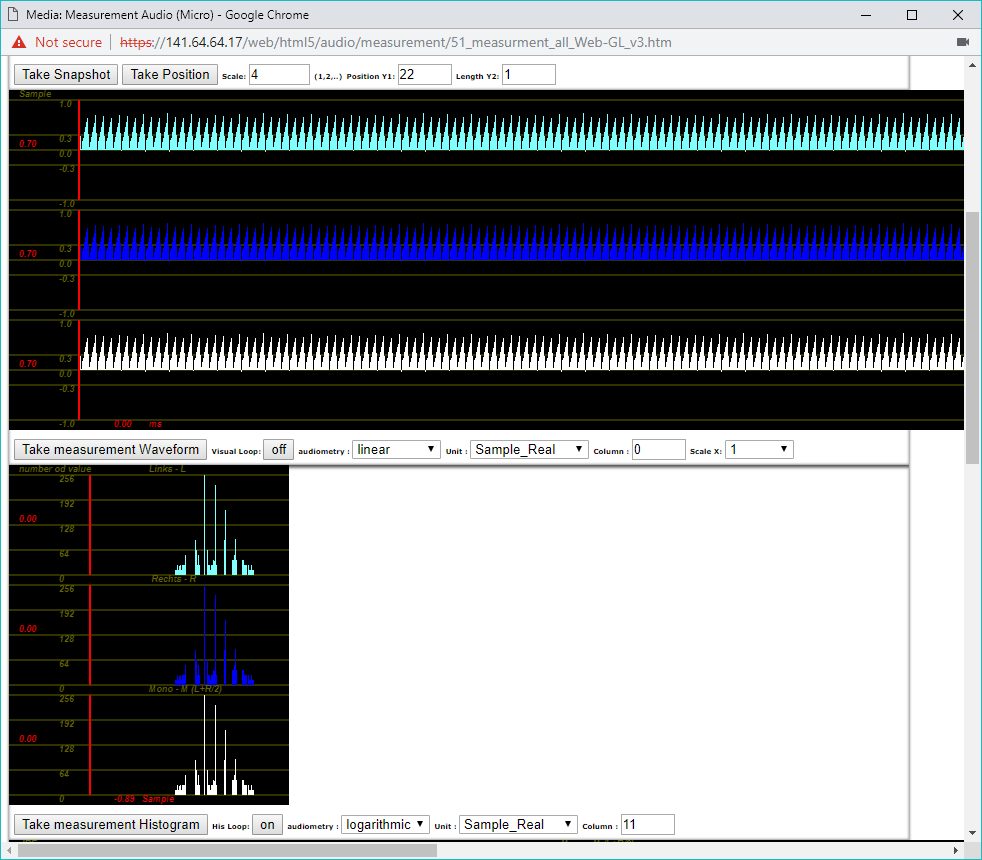 Media: Measurement Audio (Micro) - Google Chrome
Not secure | https://141.64.64.17/web/html5/audio/measurement/51_measurment_all_Web-GL_v3.htm
Take Snapshot Take Position Scale: 4 (1,2,..) Position Y1: 22 Length Y2: 1
Sample
1.0
0.3
0.70
0.0
-0.3
-1.0
1.0
0.3
0.70
0.0
-0.3
-1.0
1.0
0.3
0.70
0.0
-0.3
-1.0 0.00 ms
Take measurement Waveform Visual Loop: off audiometry : linear Unit : Sample_Real Column : 0 Scale X: 1
number od value Links - L
256
192
0.00
128
64
0 Rechts - R
256
192
0.00
128
64
0 Mono - M (L+R/2)
256
192
0.00
128
64
0 -0.89 Sample
Take measurement Histogram His Loop: on audiometry : logarithmic Unit : Sample_Real Column : 11